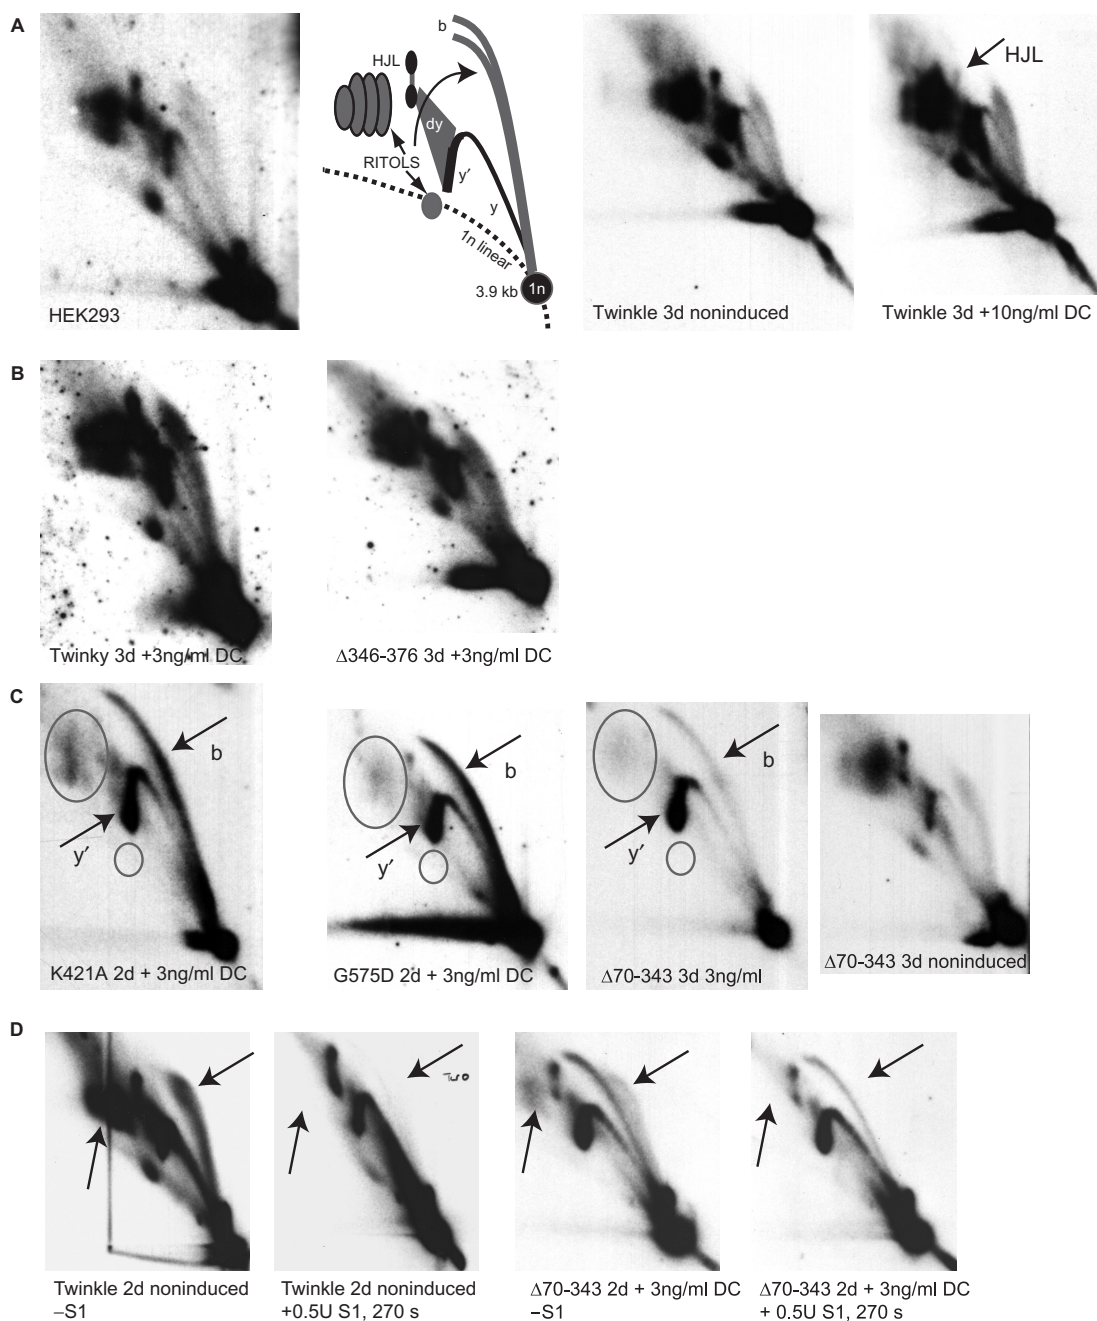 A
HEK293
b
HJL
dy
RITOLS
y′
y
1n linear
3.9 kb
1n
Twinkle 3d noninduced
HJL
Twinkle 3d +10ng/ml DC
B
Twinky 3d +3ng/ml DC
Δ346-376 3d +3ng/ml DC
C
b
y′
K421A 2d + 3ng/ml DC
b
y′
G575D 2d + 3ng/ml DC
b
y′
Δ70-343 3d 3ng/ml
Δ70-343 3d noninduced
D
Twinkle 2d noninduced
–S1
Twinkle 2d noninduced
+0.5U S1, 270 s
Δ70-343 2d + 3ng/ml DC
–S1
Δ70-343 2d + 3ng/ml DC
+ 0.5U S1, 270 s